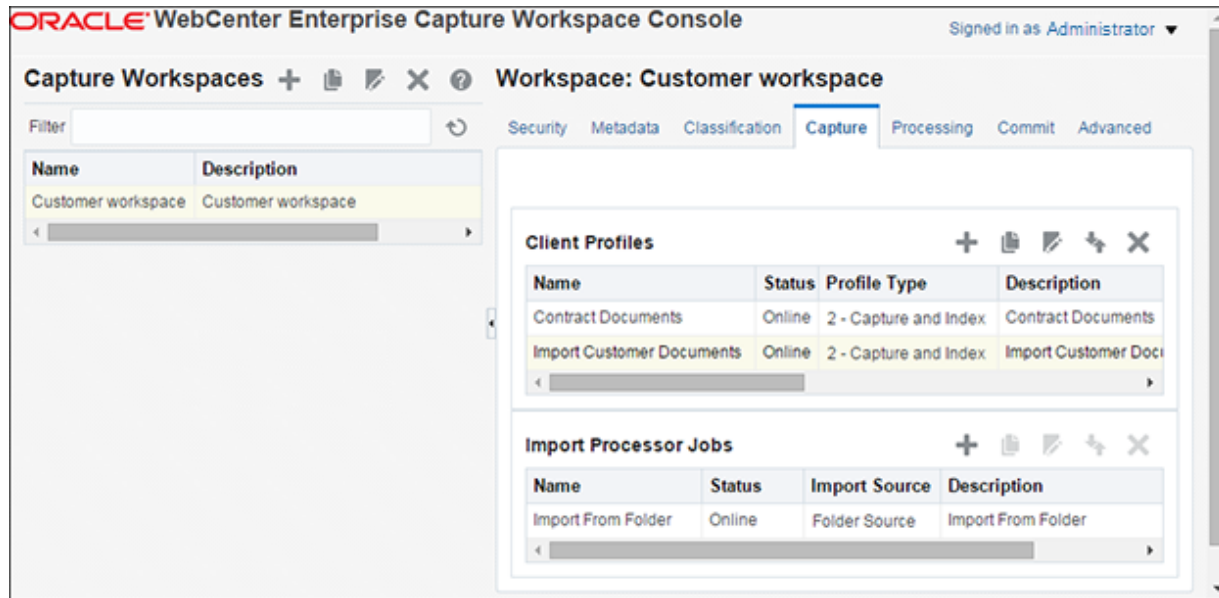 ORACLE WebCenter Enterprise Capture Workspace Console
Signed in as Administrator
Capture Workspaces
Filter
Name Description
Customer workspace Customer workspace
Workspace: Customer workspace
Security Metadata Classification Capture Processing Commit Advanced
Client Profiles
Name Status Profile Type Description
Contract Documents Online 2 - Capture and Index Contract Documents
Import Customer Documents Online 2 - Capture and Index Import Customer
Import Processor Jobs
Name Status Import Source Description
Import From Folder Online Folder Source Import From Folder